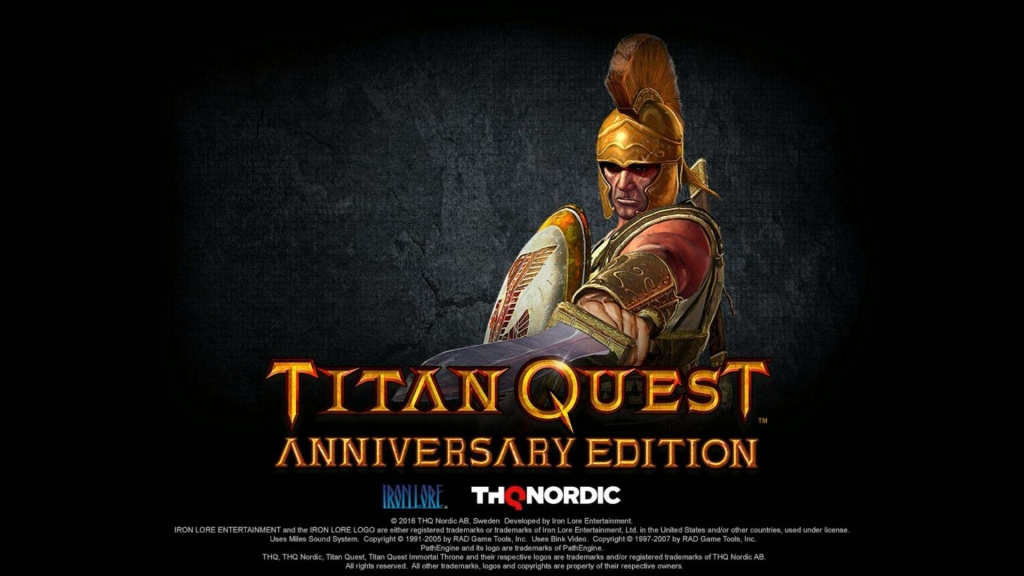 TITAN QUEST™
ANNIVERSARY EDITION
IRON LORE THQ NORDIC
© 2016 THQ Nordic AB, Sweden Developed by Iron Lore Entertainment.
IRON LORE ENTERTAINMENT and the IRON LORE LOGO are either registered trademarks or trademarks of Iron Lore Entertainment, Ltd. in the United States and/or other countries, used under license.
Uses Miles Sound System. Copyright © 1991-2005 by RAD Game Tools, Inc. Uses Bink Video. Copyright © 1997-2007 by RAD Game Tools, Inc.
PathEngine and its logo are trademarks of PathEngine.
THQ, THQ Nordic, Titan Quest, Titan Quest Immortal Throne and their respective logos are trademarks and/or registered trademarks of THQ Nordic AB.
All rights reserved. All other trademarks, logos and copyrights are property of their respective owners.